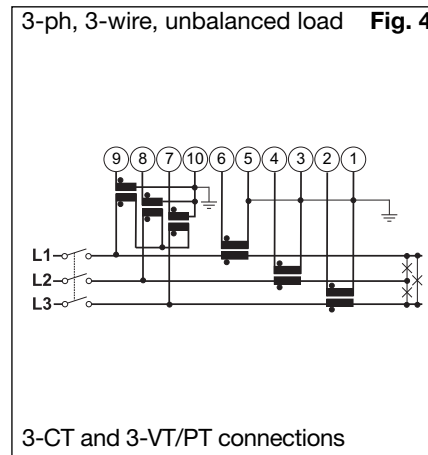 3-ph, 3-wire, unbalanced load Fig. 4
9 8 7 10 6 5 4 3 2 1
L1
L2
L3
3-CT and 3-VT/PT connections